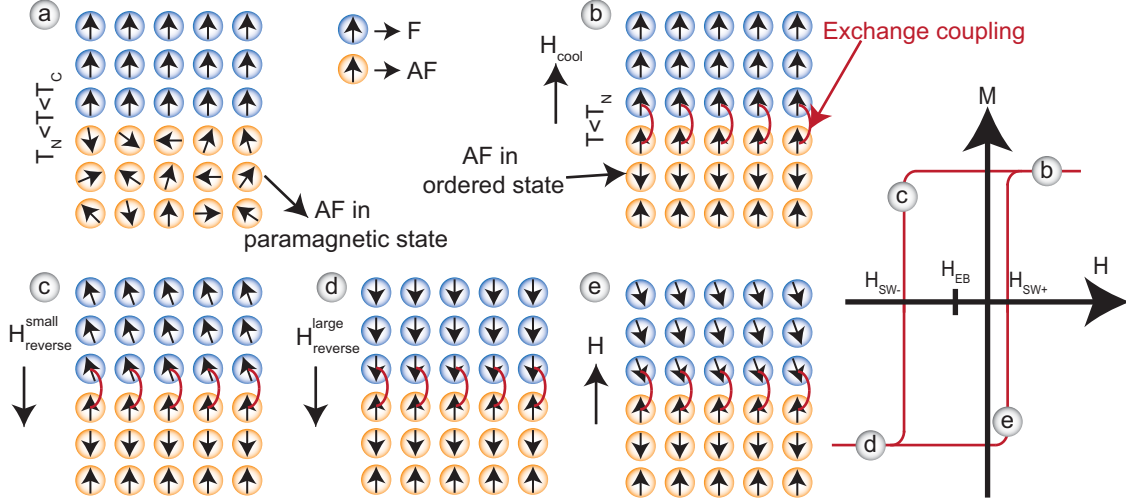 a
T_N <T<T_C
F
AF
AF in
paramagnetic state
b
H_cool
T<T_N
Exchange coupling
AF in
ordered state
c
H^small_reverse
d
H^large_reverse
e
H
M
b
c
H_SW-
H_EB
H_SW+
H
d
e